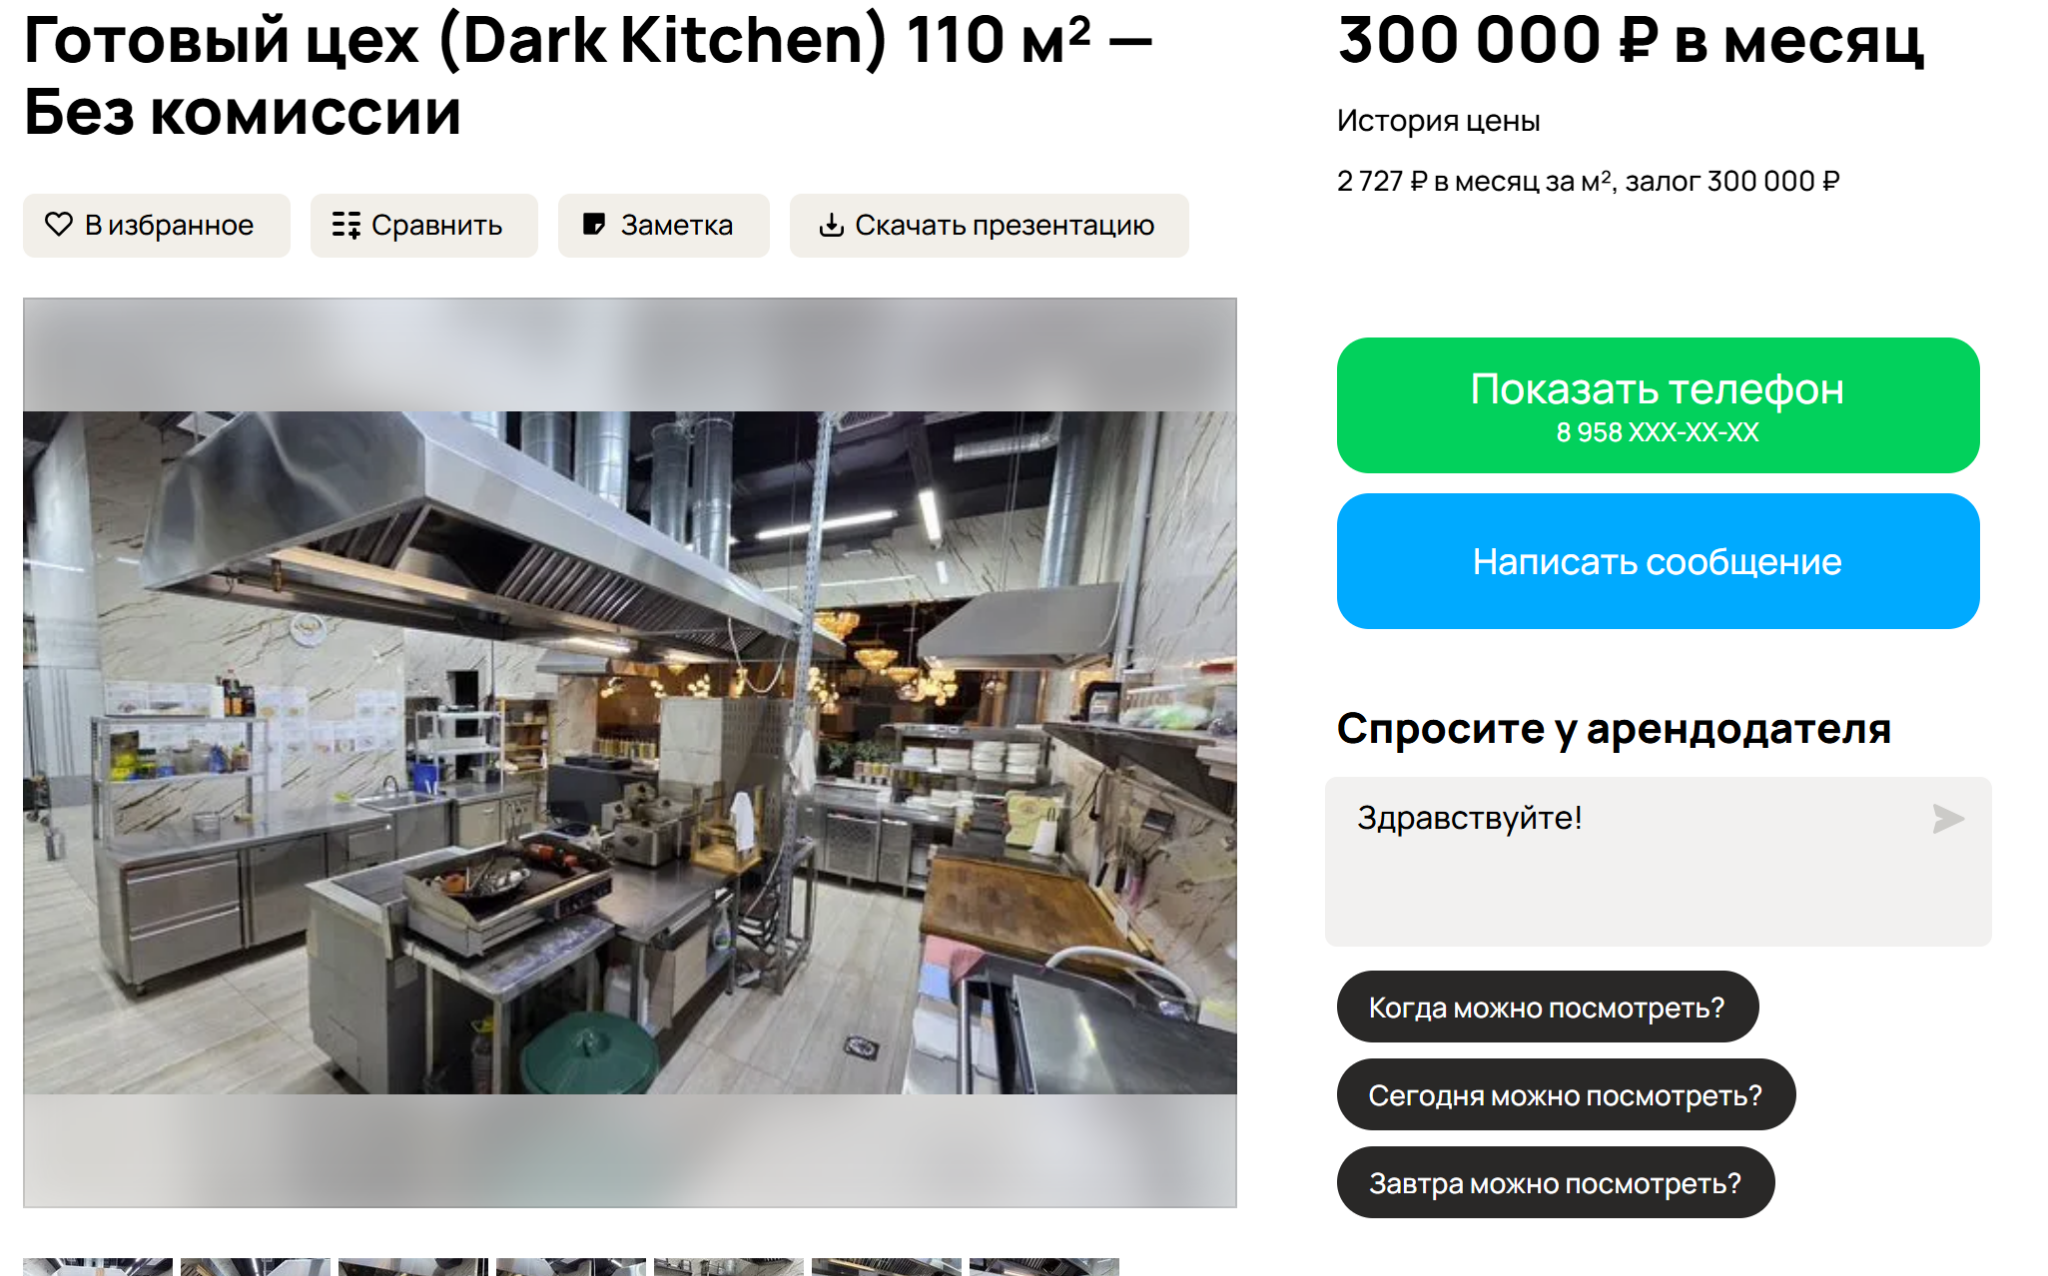 Готовый цех (Dark Kitchen) 110 м² —
Без комиссии
В избранное
Сравнить
Заметка
Скачать презентацию
300 000 ₽ в месяц
История цены
2 727 ₽ в месяц за м², залог 300 000 ₽
Показать телефон
8 958 XXX-XX-XX
Написать сообщение
Спросите у арендодателя
Здравствуйте!
Когда можно посмотреть?
Сегодня можно посмотреть?
Завтра можно посмотреть?